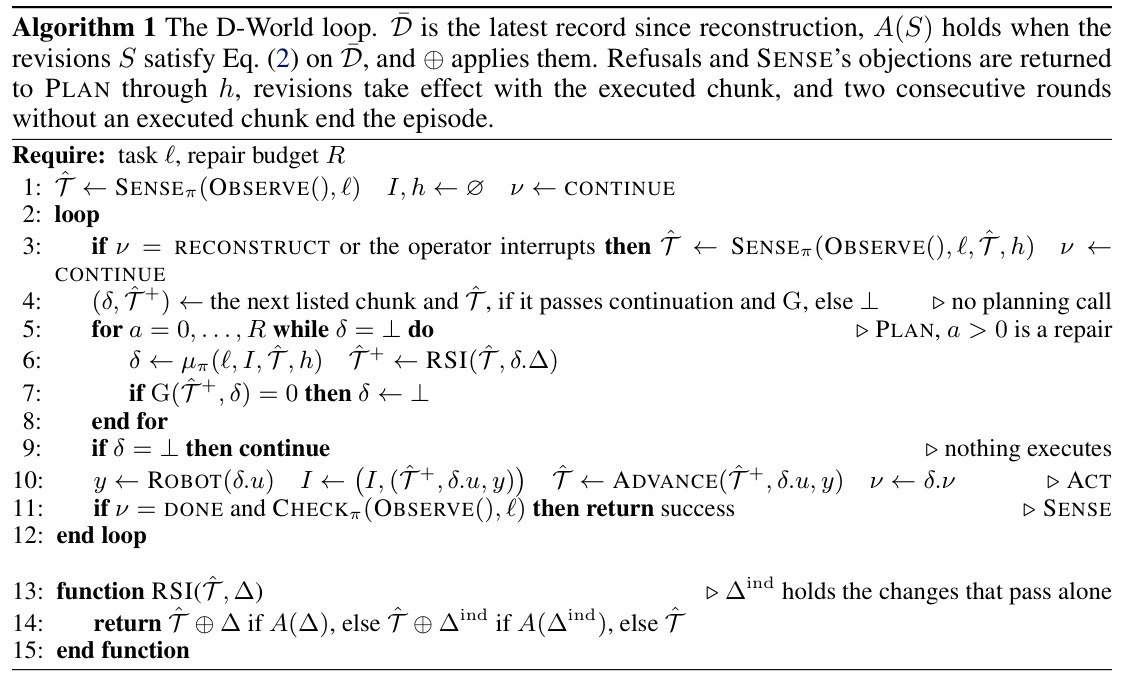 Algorithm 1 The D-World loop. 𝒟̄ is the latest record since reconstruction, A(S) holds when the
revisions S satisfy Eq. (2) on 𝒟̄, and ⊕ applies them. Refusals and SENSE's objections are returned
to PLAN through h, revisions take effect with the executed chunk, and two consecutive rounds
without an executed chunk end the episode.
Require: task ℓ, repair budget R
1: 𝒯̂ ← SENSE_π(OBSERVE(), ℓ) I, h ← ∅ ν ← CONTINUE
2: loop
3: if ν = RECONSTRUCT or the operator interrupts then 𝒯̂ ← SENSE_π(OBSERVE(), ℓ, 𝒯̂, h) ν ←
CONTINUE
4: (δ, 𝒯̂⁺) ← the next listed chunk and 𝒯̂, if it passes continuation and G, else ⊥ ▷ no planning call
5: for a = 0, . . . , R while δ = ⊥ do ▷ PLAN, a > 0 is a repair
6: δ ← μ_π(ℓ, I, 𝒯̂, h) 𝒯̂⁺ ← RSI(𝒯̂, δ.Δ)
7: if G(𝒯̂⁺, δ) = 0 then δ ← ⊥
8: end for
9: if δ = ⊥ then continue ▷ nothing executes
10: y ← ROBOT(δ.u) I ← (I, (𝒯̂⁺, δ.u, y)) 𝒯̂ ← ADVANCE(𝒯̂⁺, δ.u, y) ν ← δ.ν ▷ ACT
11: if ν = DONE and CHECK_π(OBSERVE(), ℓ) then return success ▷ SENSE
12: end loop
13: function RSI(𝒯̂, Δ) ▷ Δ^ind holds the changes that pass alone
14: return 𝒯̂ ⊕ Δ if A(Δ), else 𝒯̂ ⊕ Δ^ind if A(Δ^ind), else 𝒯̂
15: end function